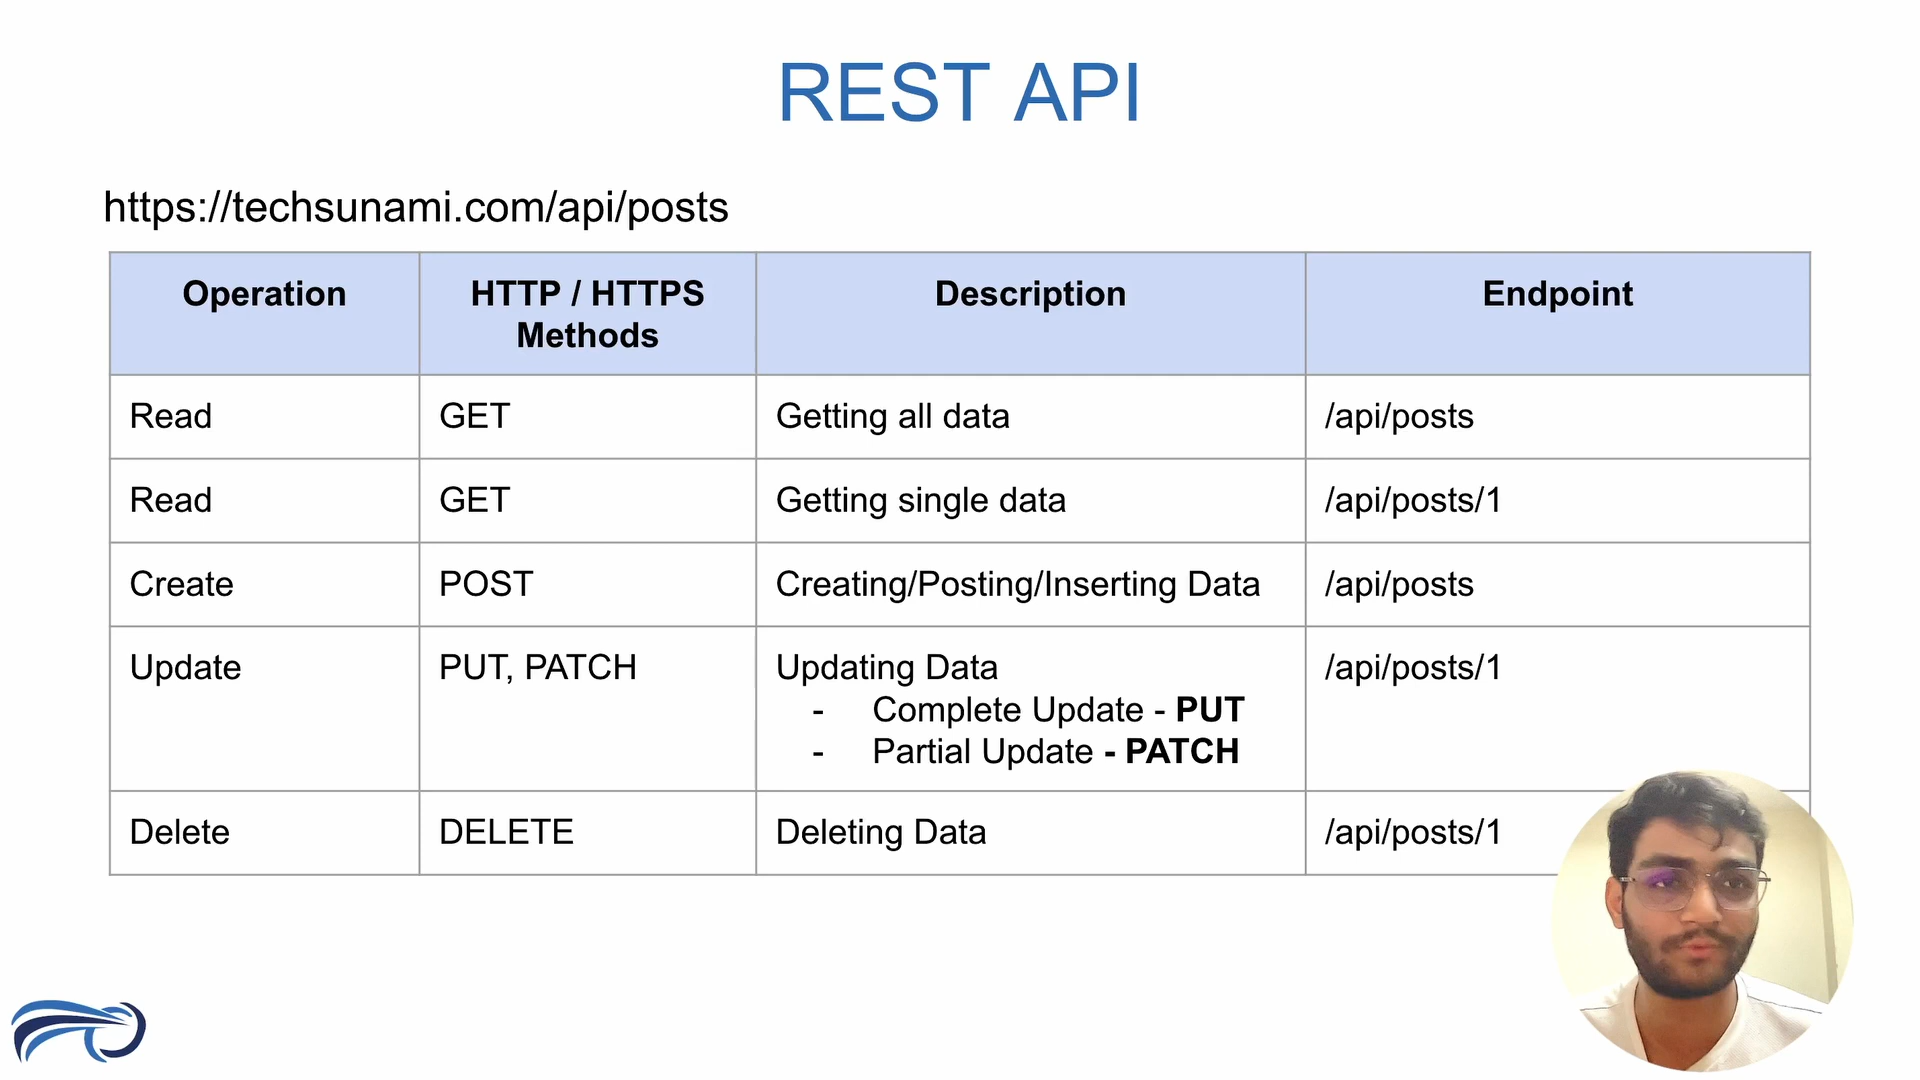 REST API
https://techsunami.com/api/posts
Operation
HTTP / HTTPS
Methods
Description
Endpoint
Read
GET
Getting all data
/api/posts
Read
GET
Getting single data
/api/posts/1
Create
POST
Creating/Posting/Inserting Data
/api/posts
Update
PUT, PATCH
Updating Data
- Complete Update - PUT
- Partial Update - PATCH
/api/posts/1
Delete
DELETE
Deleting Data
/api/posts/1